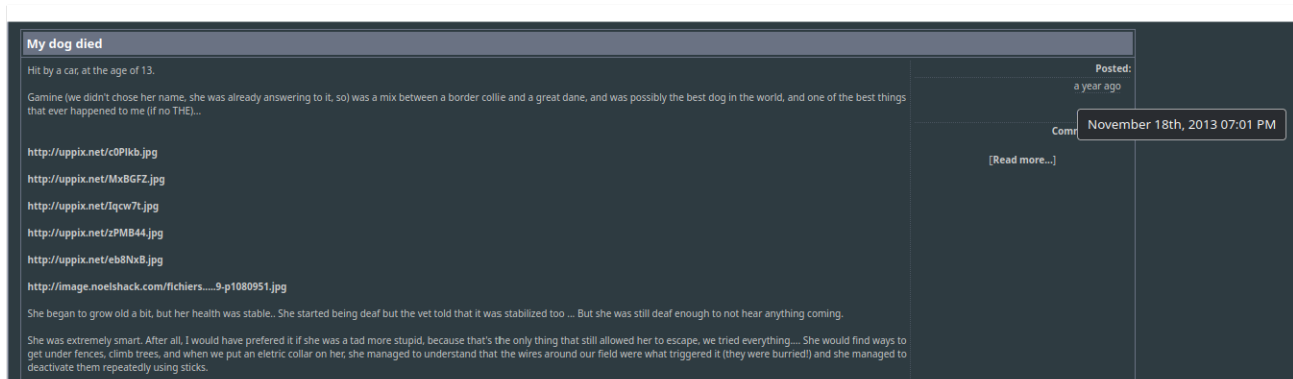 My dog died
Hit by a car, at the age of 13.
Posted:
a year ago
Gamine (we didn't chose her name, she was already answering to it, so) was a mix between a border collie and a great dane, and was possibly the best dog in the world, and one of the best things
that ever happened to me (if no THE)...
November 18th, 2013 07:01 PM
[Read more...]
http://uppix.net/c0PIkb.jpg
http://uppix.net/MxBGFZ.jpg
http://uppix.net/Iqcw7t.jpg
http://uppix.net/zPMB44.jpg
http://uppix.net/eb8NxB.jpg
http://image.noelshack.com/fichiers.....9-p1080951.jpg
She began to grow old a bit, but her health was stable.. She started being deaf but the vet told that it was stabilized too ... But she was still deaf enough to not hear anything coming.
She was extremely smart. After all, I would have prefered it if she was a tad more stupid, because that's the only thing that still allowed her to escape, we tried everything.... She would find ways to
get under fences, climb trees, and when we put an eletric collar on her, she managed to understand that the wires around our field were what triggered it (they were burried!) and she managed to
deactivate them repeatedly using sticks.